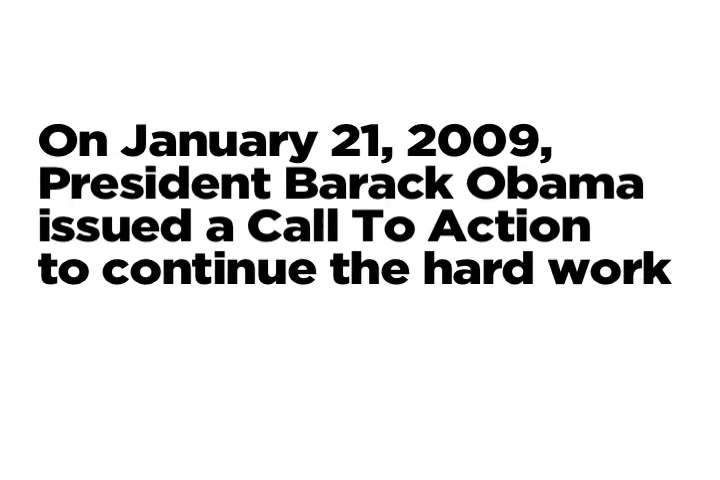 On January 21, 2009,
President Barack Obama
issued a Call To Action
to continue the hard work